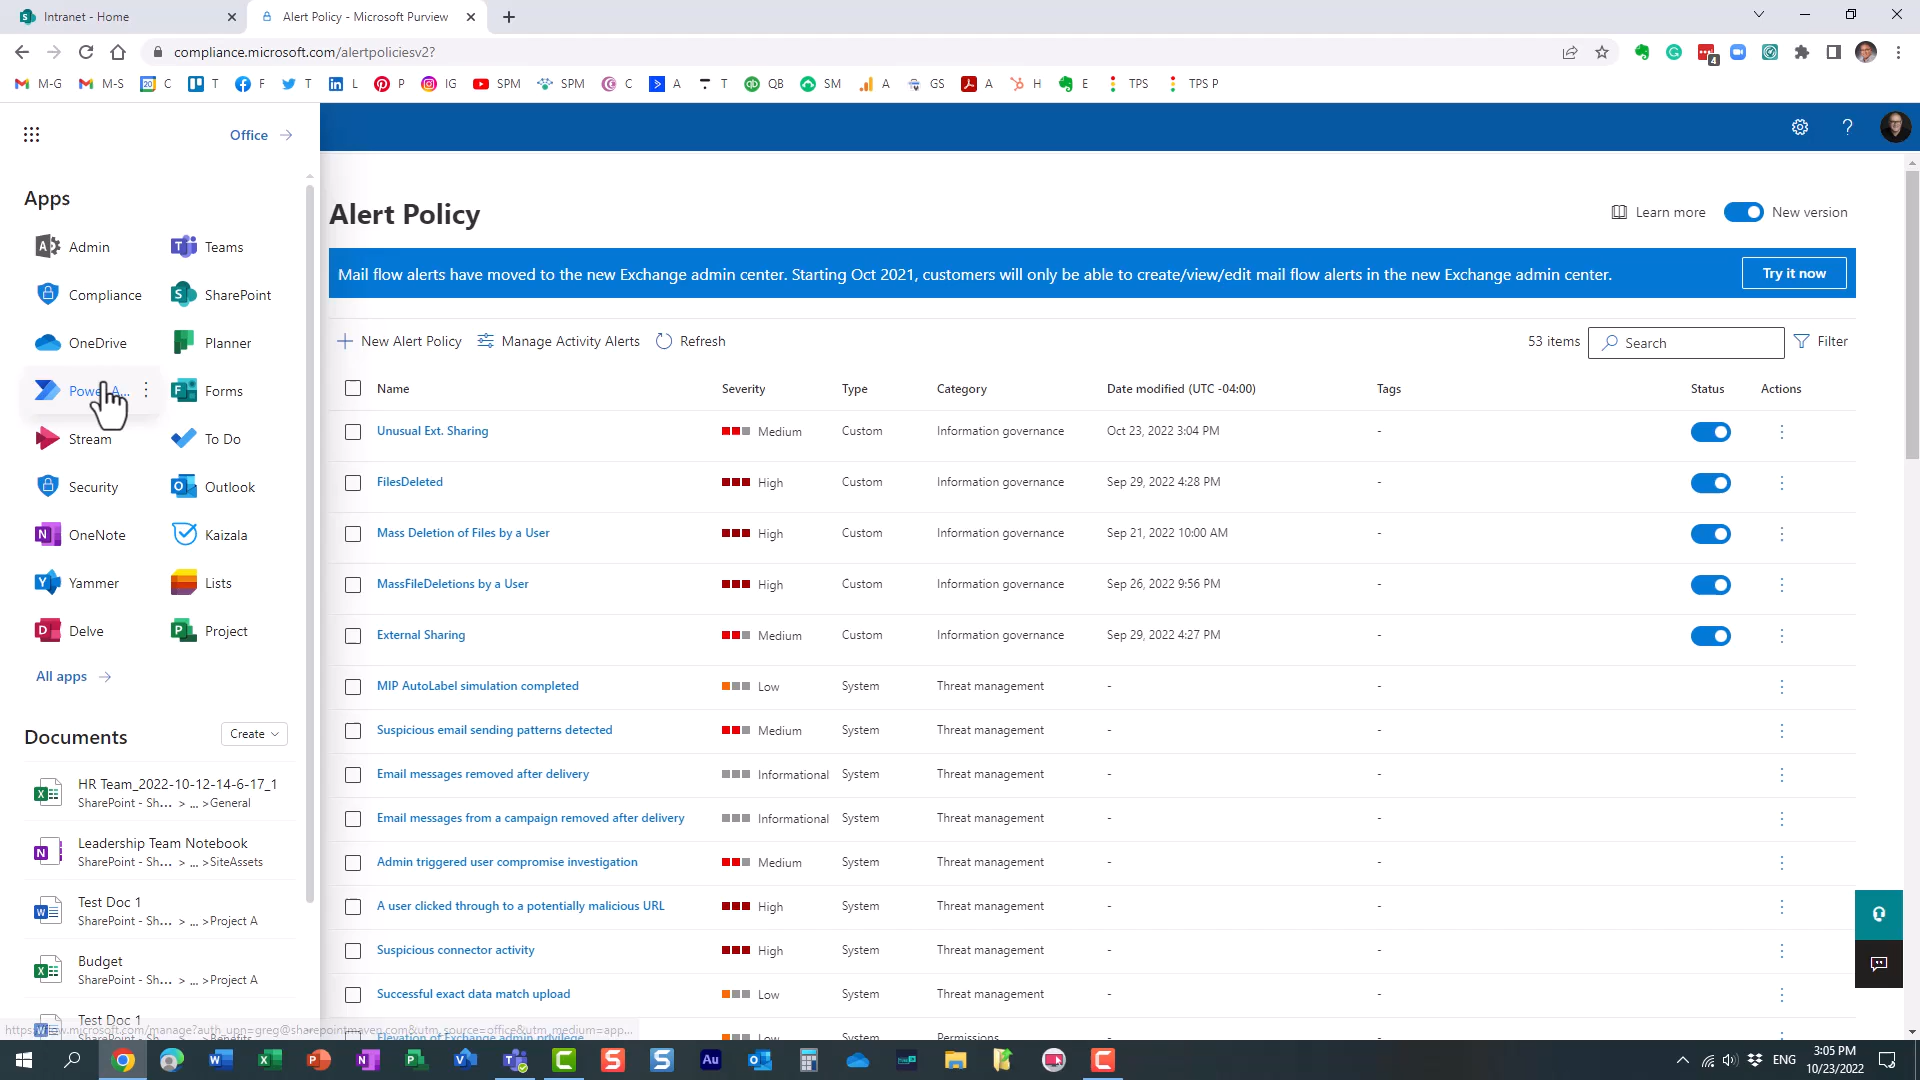 Intranet - Home
Alert Policy - Microsoft Purview
compliance.microsoft.com/alertpoliciesv2?
4
M-G
M-S
20
C
T
F
T
L
P
IG
SPM
SPM
C
A
T
QB
SM
A
GS
A
H
E
TPS
TPS P
Office
Apps
Admin
Teams
Compliance
SharePoint
OneDrive
Planner
Forms
Stream
To Do
Security
Outlook
OneNote
Kaizala
Yammer
Lists
Delve
Project
All apps
Documents
Create
HR Team_2022-10-12-14-6-17_1
SharePoint - Sh... > ... >General
Leadership Team Notebook
SharePoint - Sh... > ... >SiteAssets
Test Doc 1
SharePoint - Sh... > ... >Project A
Budget
SharePoint - Sh... > ... >Project A
Test Doc 1
Alert Policy
Learn more
New version
Mail flow alerts have moved to the new Exchange admin center. Starting Oct 2021, customers will only be able to create/view/edit mail flow alerts in the new Exchange admin center.
Try it now
New Alert Policy
Manage Activity Alerts
Refresh
53 items
Search
Filter
Name Severity Type Category Date modified (UTC -04:00) Tags Status Actions
Unusual Ext. Sharing Medium Custom Information governance Oct 23, 2022 3:04 PM -
FilesDeleted High Custom Information governance Sep 29, 2022 4:28 PM -
Mass Deletion of Files by a User High Custom Information governance Sep 21, 2022 10:00 AM -
MassFileDeletions by a User High Custom Information governance Sep 26, 2022 9:56 PM -
External Sharing Medium Custom Information governance Sep 29, 2022 4:27 PM -
MIP AutoLabel simulation completed Low System Threat management - -
Suspicious email sending patterns detected Medium System Threat management - -
Email messages removed after delivery Informational System Threat management - -
Email messages from a campaign removed after delivery Informational System Threat management - -
Admin triggered user compromise investigation Medium System Threat management - -
A user clicked through to a potentially malicious URL High System Threat management - -
Suspicious connector activity High System Threat management - -
Successful exact data match upload Low System Threat management - -
Elevation of Exchange admin privilege Low System Permissions
ENG
3:05 PM
10/23/2022